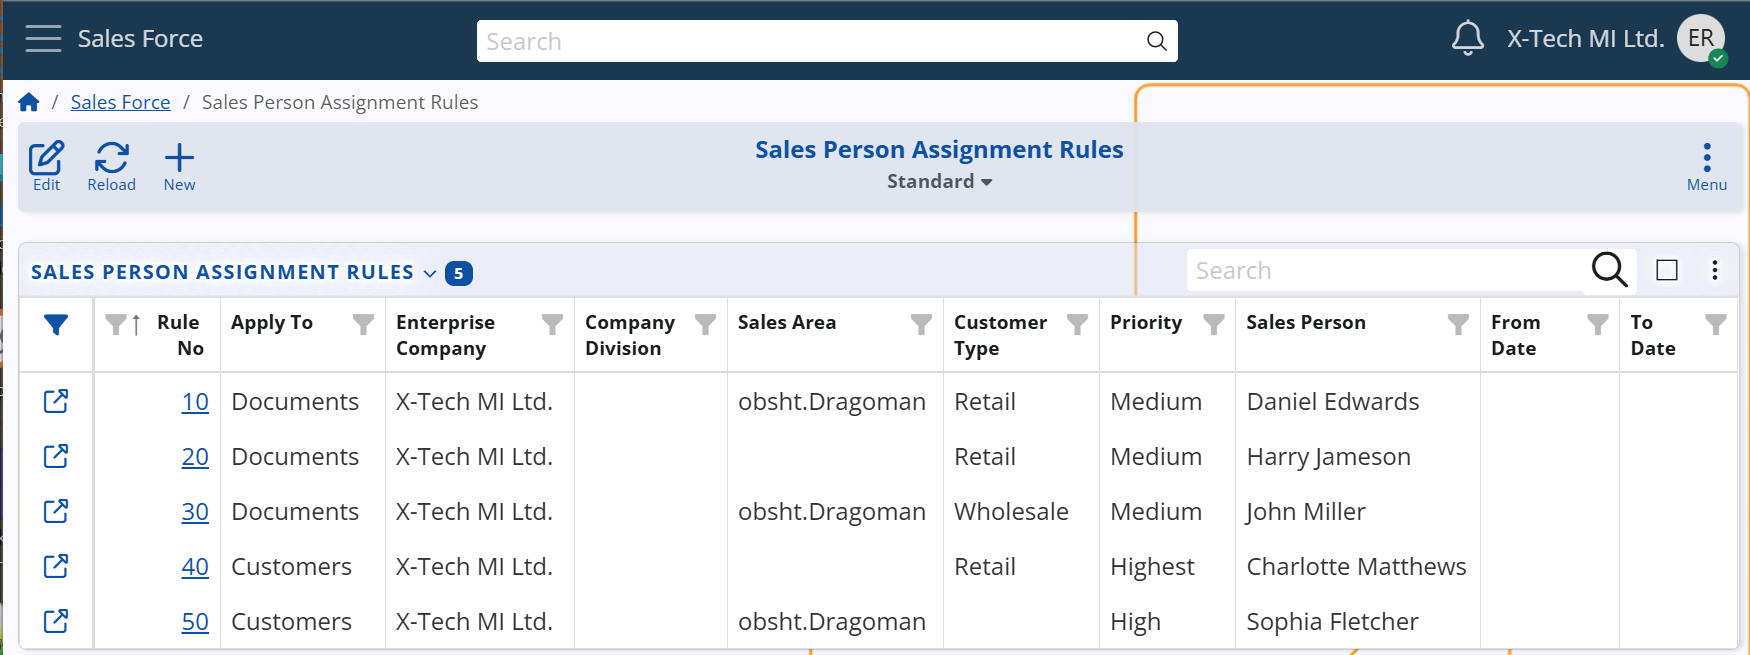 Sales Force
Search
X-Tech MI Ltd.
ER
/ Sales Force / Sales Person Assignment Rules
Edit
Reload
New
Sales Person Assignment Rules
Standard
Menu
SALES PERSON ASSIGNMENT RULES 5
Search
Rule No
Apply To
Enterprise Company
Company Division
Sales Area
Customer Type
Priority
Sales Person
From Date
To Date
10 Documents X-Tech MI Ltd. obsht.Dragoman Retail Medium Daniel Edwards
20 Documents X-Tech MI Ltd. Retail Medium Harry Jameson
30 Documents X-Tech MI Ltd. obsht.Dragoman Wholesale Medium John Miller
40 Customers X-Tech MI Ltd. Retail Highest Charlotte Matthews
50 Customers X-Tech MI Ltd. obsht.Dragoman High Sophia Fletcher